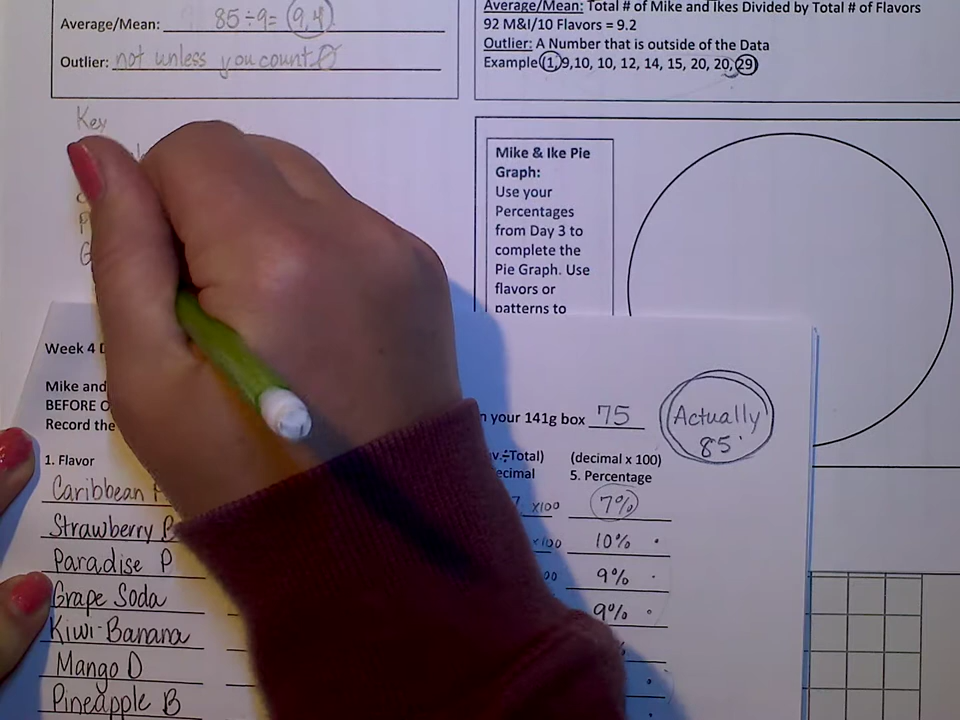 Average/Mean: 85÷9= 9,4
Outlier: not unless you count 0
Average/Mean: Total # of Mike and Ikes Divided by Total # of Flavors
92 M&I/10 Flavors = 9.2
Outlier: A Number that is outside of the Data
Example 1, 9,10, 10, 12, 14, 15, 20, 20, 20, 29
Key
P
G
Mike & Ike Pie
Graph:
Use your
Percentages
from Day 3 to
complete the
Pie Graph. Use
flavors or
patterns to
Week 4
Mike and
BEFORE O
Record the
n your 141g box 75
Actually
85
1. Flavor
v.÷Total) (decimal x 100)
ecimal 5. Percentage
Caribbean 7 x100 7%
Strawberry B x100 10%
Paradise P 00 9%
Grape Soda 9%
Kiwi-Banana %
Mango D
Pineapple B